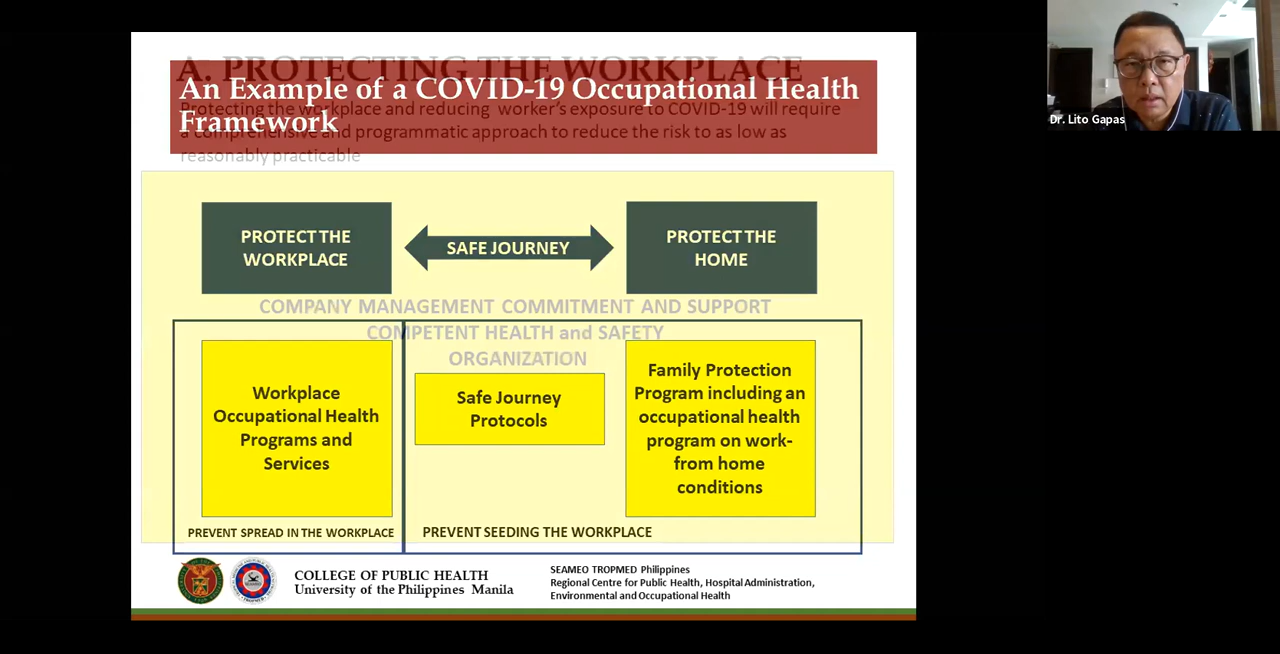 A. PROTECTING THE WORKPLACE
An Example of a COVID-19 Occupational Health
Framework
Protecting the workplace and reducing worker's exposure to COVID-19 will require
a comprehensive and programmatic approach to reduce the risk to as low as
reasonably practicable
Dr. Lito Gapas
PROTECT THE
WORKPLACE
SAFE JOURNEY
PROTECT THE
HOME
COMPANY MANAGEMENT COMMITMENT AND SUPPORT
COMPETENT HEALTH and SAFETY
ORGANIZATION
Workplace
Occupational Health
Programs and
Services
Safe Journey
Protocols
Family Protection
Program including an
occupational health
program on work-
from home
conditions
PREVENT SPREAD IN THE WORKPLACE
PREVENT SEEDING THE WORKPLACE
COLLEGE OF PUBLIC HEALTH
University of the Philippines Manila
SEAMEO TROPMED Philippines
Regional Centre for Public Health, Hospital Administration,
Environmental and Occupational Health